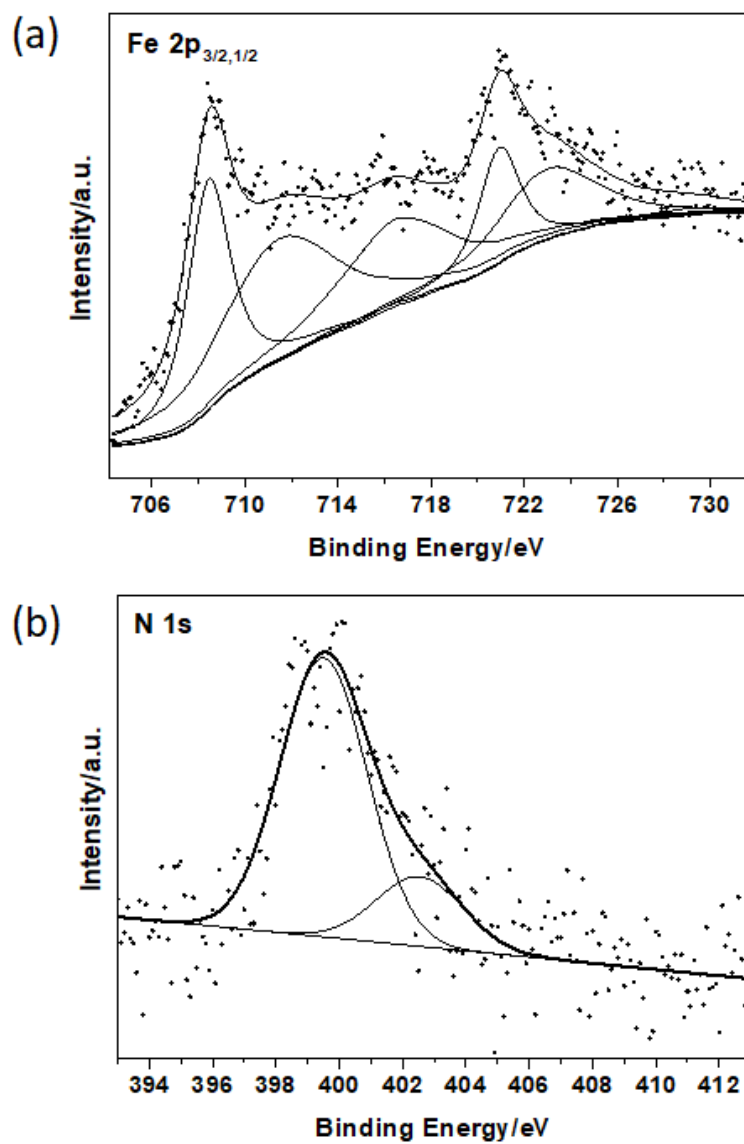 (a)
Fe 2p3/2,1/2
Intensity/a.u.
706 710 714 718 722 726 730
Binding Energy/eV
(b)
N 1s
Intensity/a.u.
394 396 398 400 402 404 406 408 410 412
Binding Energy/eV